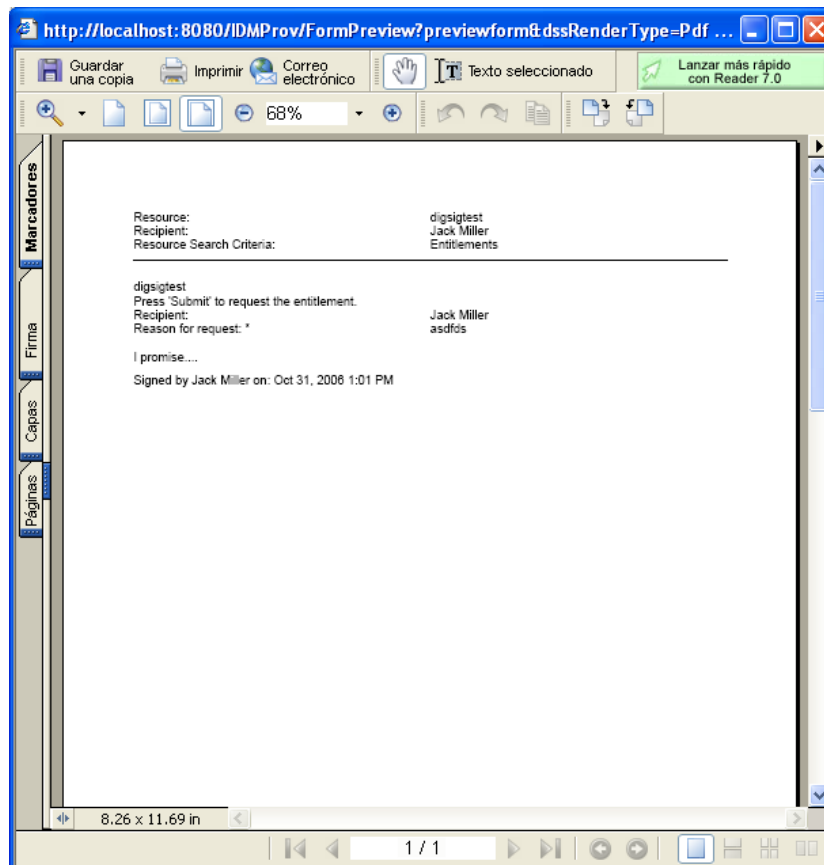 http://localhost:8080/IDMProv/FormPreview?previewform&dssRenderType=Pdf ...
Guardar una copia
Imprimir
Correo electrónico
Texto seleccionado
Lanzar más rápido con Reader 7.0
68%
Marcadores
Firma
Capas
Páginas
Resource: digsigtest
Recipient: Jack Miller
Resource Search Criteria: Entitlements
digsigtest
Press 'Submit' to request the entitlement.
Recipient: Jack Miller
Reason for request: * asdfds
I promise....
Signed by Jack Miller on: Oct 31, 2006 1:01 PM
8.26 x 11.69 in
1 / 1